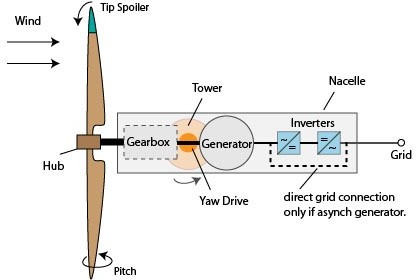 Tip Spoiler
Wind
Tower
Nacelle
Inverters
Gearbox
Generator
~
=
=
~
Hub
Grid
Yaw Drive
direct grid connection
only if asynch generator.
Pitch